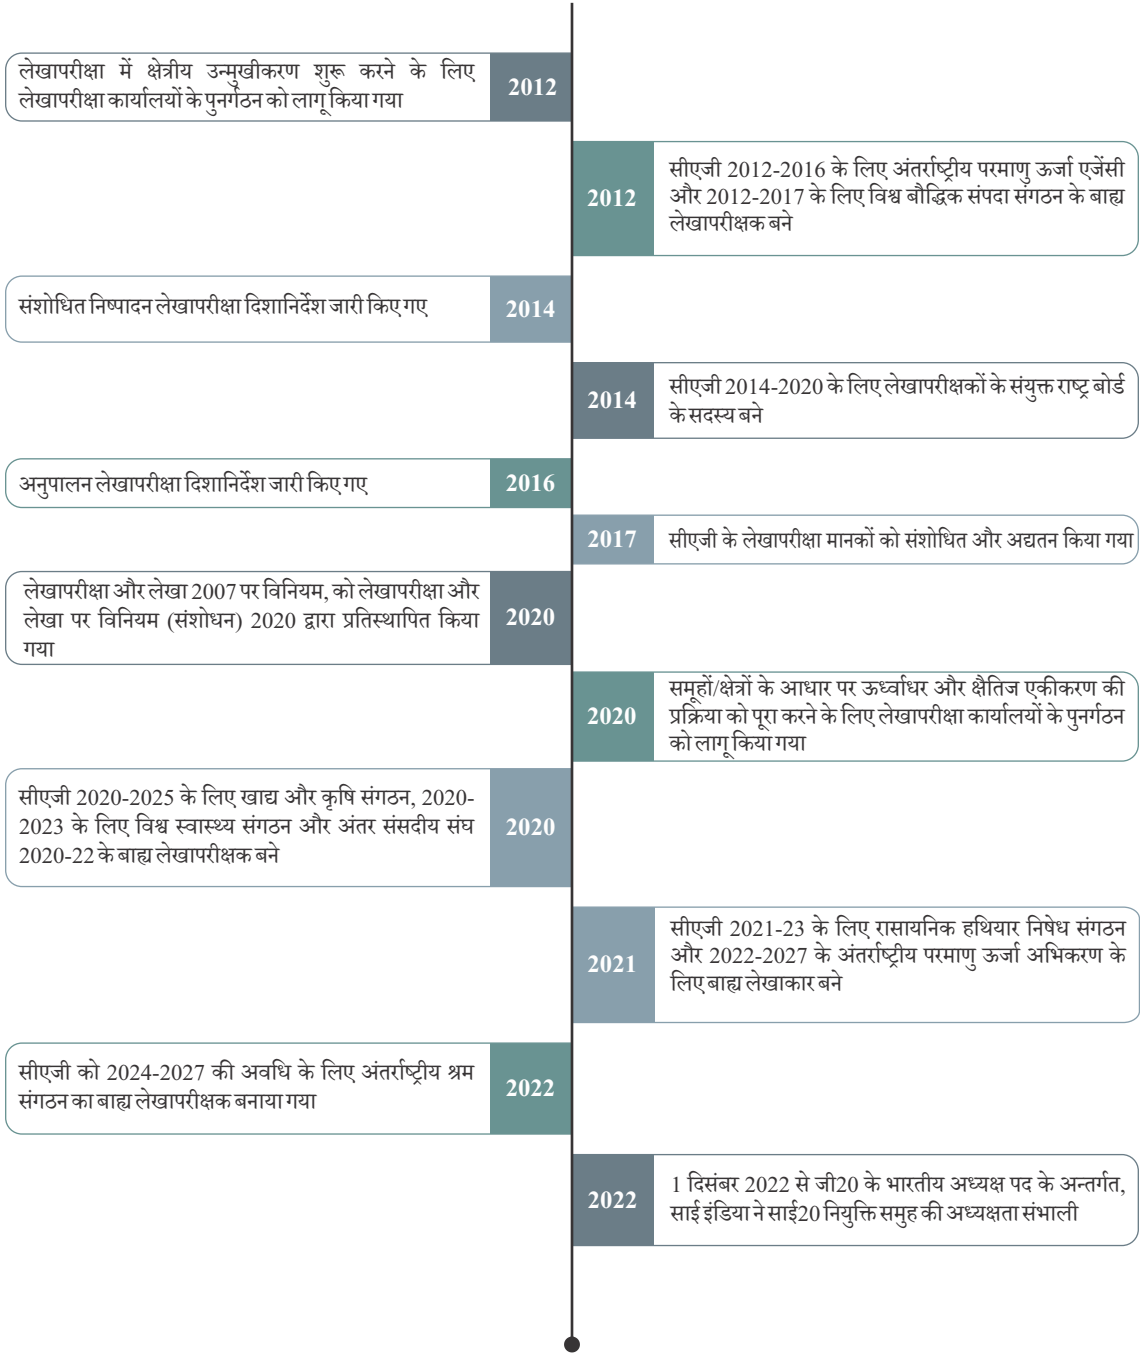 लेखापरीक्षा में क्षेत्रीय उन्मुखीकरण शुरू करने के लिए
लेखापरीक्षा कार्यालयों के पुनर्गठन को लागू किया गया
2012
2012
सीएजी 2012-2016 के लिए अंतर्राष्ट्रीय परमाणु ऊर्जा एजेंसी
और 2012-2017 के लिए विश्व बौद्धिक संपदा संगठन के बाह्य
लेखापरीक्षक बने
संशोधित निष्पादन लेखापरीक्षा दिशानिर्देश जारी किए गए
2014
2014
सीएजी 2014-2020 के लिए लेखापरीक्षकों के संयुक्त राष्ट्र बोर्ड
के सदस्य बने
अनुपालन लेखापरीक्षा दिशानिर्देश जारी किए गए
2016
2017
सीएजी के लेखापरीक्षा मानकों को संशोधित और अद्यतन किया गया
लेखापरीक्षा और लेखा 2007 पर विनियम, को लेखापरीक्षा और
लेखा पर विनियम (संशोधन) 2020 द्वारा प्रतिस्थापित किया
गया
2020
2020
समूहों/क्षेत्रों के आधार पर ऊर्ध्वाधर और क्षैतिज एकीकरण की
प्रक्रिया को पूरा करने के लिए लेखापरीक्षा कार्यालयों के पुनर्गठन
को लागू किया गया
सीएजी 2020-2025 के लिए खाद्य और कृषि संगठन, 2020-
2023 के लिए विश्व स्वास्थ्य संगठन और अंतर संसदीय संघ
2020-22 के बाह्य लेखापरीक्षक बने
2020
2021
सीएजी 2021-23 के लिए रासायनिक हथियार निषेध संगठन
और 2022-2027 के अंतर्राष्ट्रीय परमाणु ऊर्जा अभिकरण के
लिए बाह्य लेखाकार बने
सीएजी को 2024-2027 की अवधि के लिए अंतर्राष्ट्रीय श्रम
संगठन का बाह्य लेखापरीक्षक बनाया गया
2022
2022
1 दिसंबर 2022 से जी20 के भारतीय अध्यक्ष पद के अन्तर्गत,
साई इंडिया ने साई20 नियुक्ति समुह की अध्यक्षता संभाली